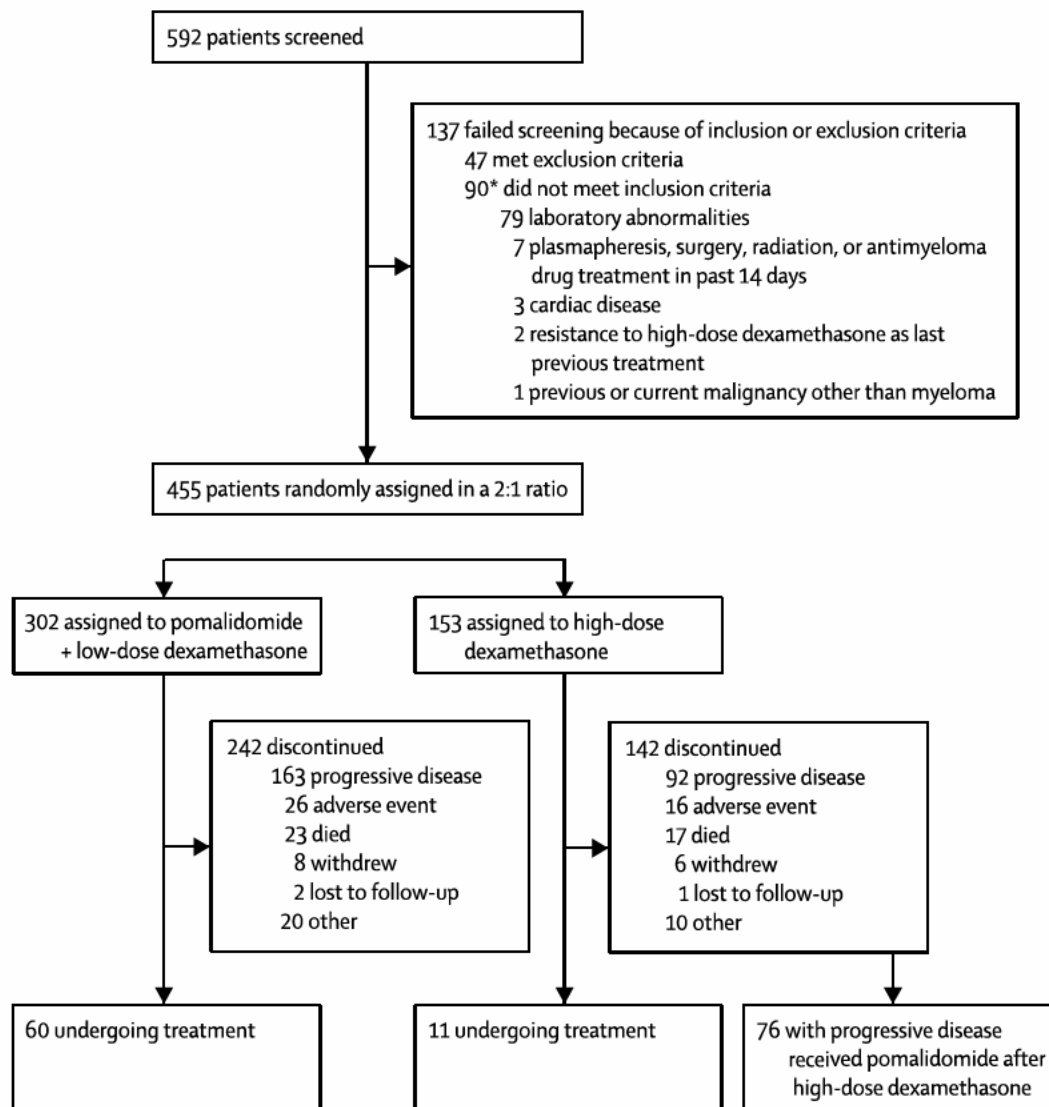 592 patients screened
137 failed screening because of inclusion or exclusion criteria
47 met exclusion criteria
90* did not meet inclusion criteria
79 laboratory abnormalities
7 plasmapheresis, surgery, radiation, or antimyeloma
drug treatment in past 14 days
3 cardiac disease
2 resistance to high-dose dexamethasone as last
previous treatment
1 previous or current malignancy other than myeloma
455 patients randomly assigned in a 2:1 ratio
302 assigned to pomalidomide
+ low-dose dexamethasone
153 assigned to high-dose
dexamethasone
242 discontinued
163 progressive disease
26 adverse event
23 died
8 withdrew
2 lost to follow-up
20 other
142 discontinued
92 progressive disease
16 adverse event
17 died
6 withdrew
1 lost to follow-up
10 other
60 undergoing treatment
11 undergoing treatment
76 with progressive disease
received pomalidomide after
high-dose dexamethasone